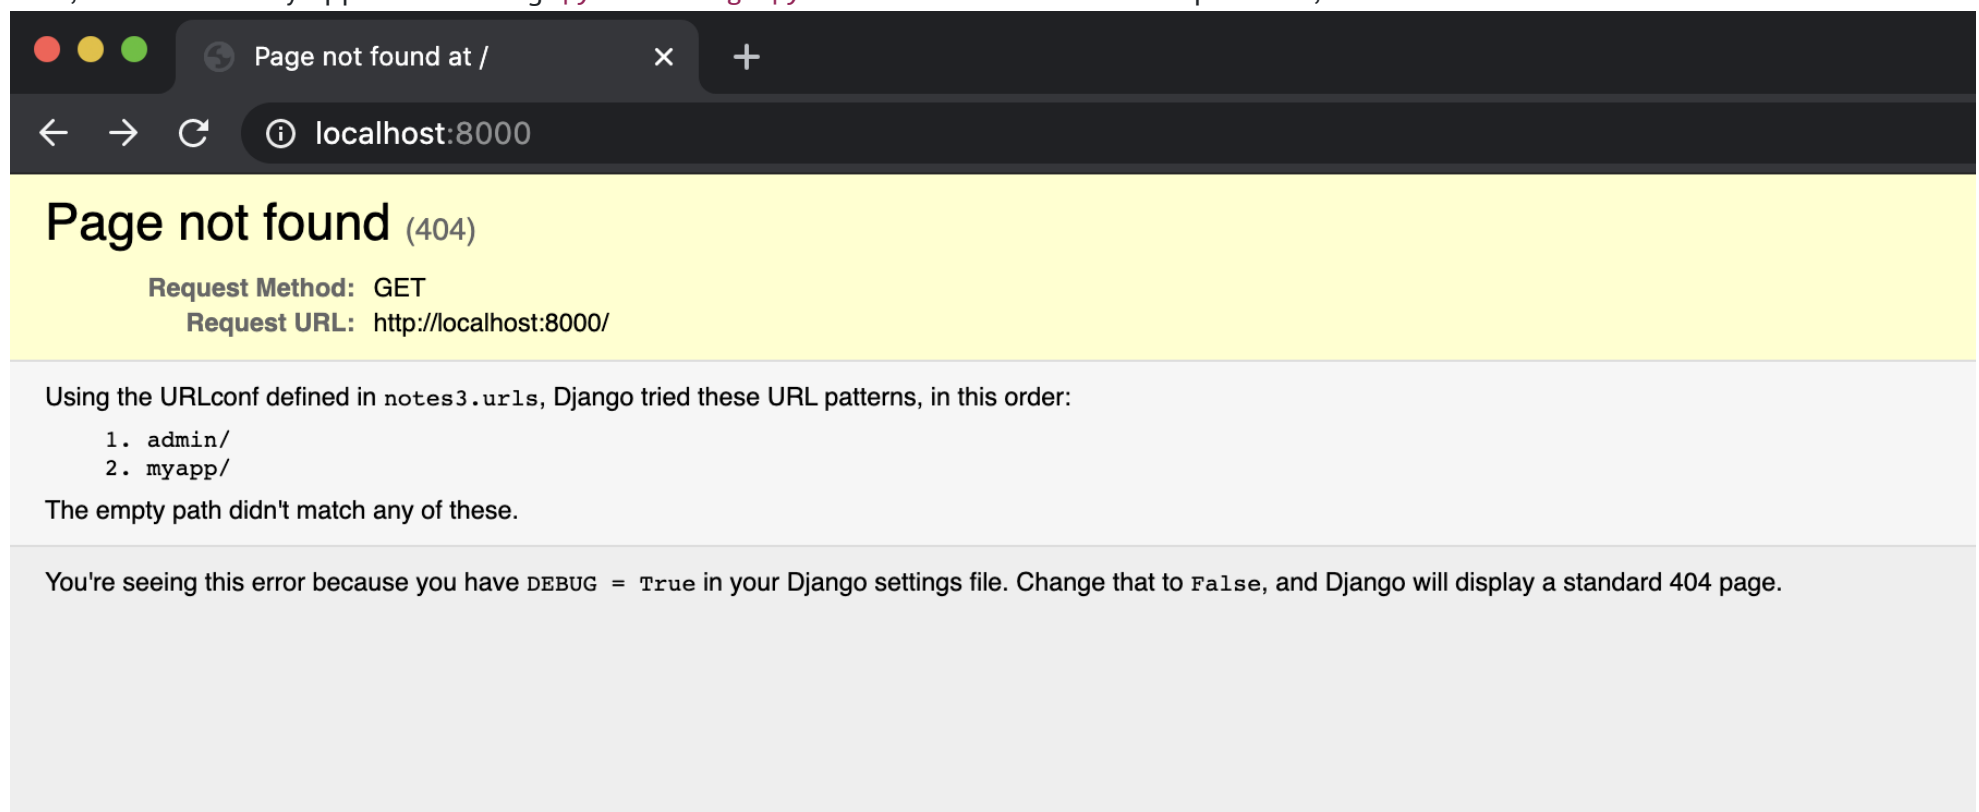 Page not found at /
localhost:8000
Page not found (404)
Request Method: GET
Request URL: http://localhost:8000/
Using the URLconf defined in notes3.urls, Django tried these URL patterns, in this order:
1. admin/
2. myapp/
The empty path didn't match any of these.
You're seeing this error because you have DEBUG = True in your Django settings file. Change that to False, and Django will display a standard 404 page.